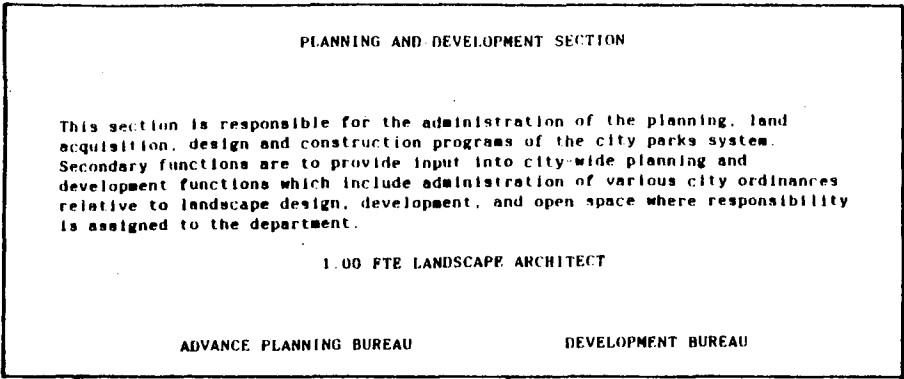 PLANNING AND DEVELOPMENT SECTION
This section is responsible for the administration of the planning, land
acquisition, design and construction programs of the city parks system.
Secondary functions are to provide input into city-wide planning and
development functions which include administration of various city ordinances
relative to landscape design, development, and open space where responsibility
is assigned to the department.
1.00 FTE LANDSCAPE ARCHITECT
ADVANCE PLANNING BUREAU DEVELOPMENT BUREAU